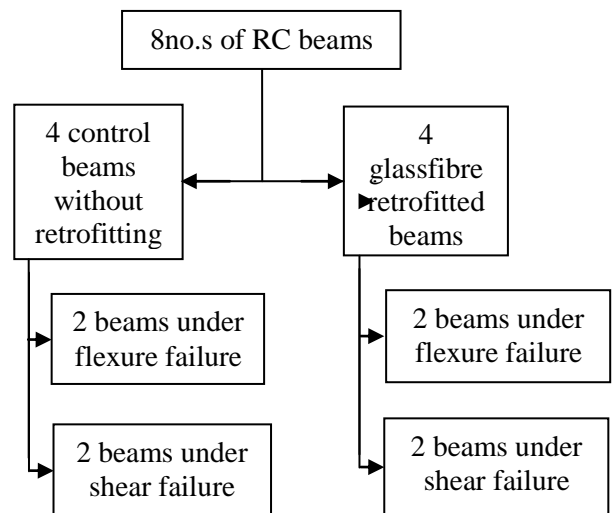 8no.s of RC beams
4 control
beams
without
retrofitting
4
glassfibre
retrofitted
beams
2 beams under
flexure failure
2 beams under
shear failure
2 beams under
flexure failure
2 beams under
shear failure